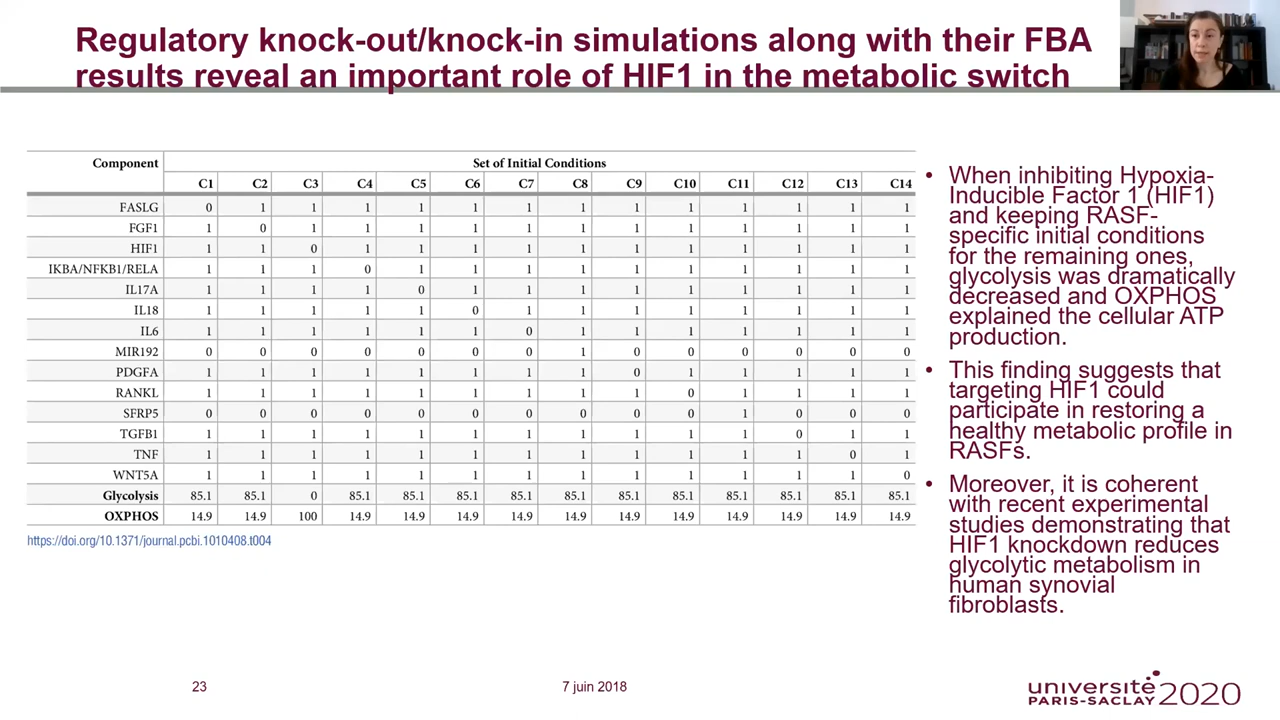 Regulatory knock-out/knock-in simulations along with their FBA
results reveal an important role of HIF1 in the metabolic switch
Component Set of Initial Conditions
C1 C2 C3 C4 C5 C6 C7 C8 C9 C10 C11 C12 C13 C14
FASLG 0 1 1 1 1 1 1 1 1 1 1 1 1 1
FGF1 1 0 1 1 1 1 1 1 1 1 1 1 1 1
HIF1 1 1 0 1 1 1 1 1 1 1 1 1 1 1
IKBA/NFKB1/RELA 1 1 1 0 1 1 1 1 1 1 1 1 1 1
IL17A 1 1 1 1 0 1 1 1 1 1 1 1 1 1
IL18 1 1 1 1 1 0 1 1 1 1 1 1 1 1
IL6 1 1 1 1 1 1 0 1 1 1 1 1 1 1
MIR192 0 0 0 0 0 0 0 1 0 0 0 0 0 0
PDGFA 1 1 1 1 1 1 1 1 0 1 1 1 1 1
RANKL 1 1 1 1 1 1 1 1 1 0 1 1 1 1
SFRP5 0 0 0 0 0 0 0 0 0 0 1 0 0 0
TGFB1 1 1 1 1 1 1 1 1 1 1 1 0 1 1
TNF 1 1 1 1 1 1 1 1 1 1 1 1 0 1
WNT5A 1 1 1 1 1 1 1 1 1 1 1 1 1 0
Glycolysis 85.1 85.1 0 85.1 85.1 85.1 85.1 85.1 85.1 85.1 85.1 85.1 85.1 85.1
OXPHOS 14.9 14.9 100 14.9 14.9 14.9 14.9 14.9 14.9 14.9 14.9 14.9 14.9 14.9
https://doi.org/10.1371/journal.pcbi.1010408.t004
• When inhibiting Hypoxia-
Inducible Factor 1 (HIF1)
and keeping RASF-
specific initial conditions
for the remaining ones,
glycolysis was dramatically
decreased and OXPHOS
explained the cellular ATP
production.
• This finding suggests that
targeting HIF1 could
participate in restoring a
healthy metabolic profile in
RASFs.
• Moreover, it is coherent
with recent experimental
studies demonstrating that
HIF1 knockdown reduces
glycolytic metabolism in
human synovial
fibroblasts.
23
7 juin 2018
université
PARIS-SACLAY 2020